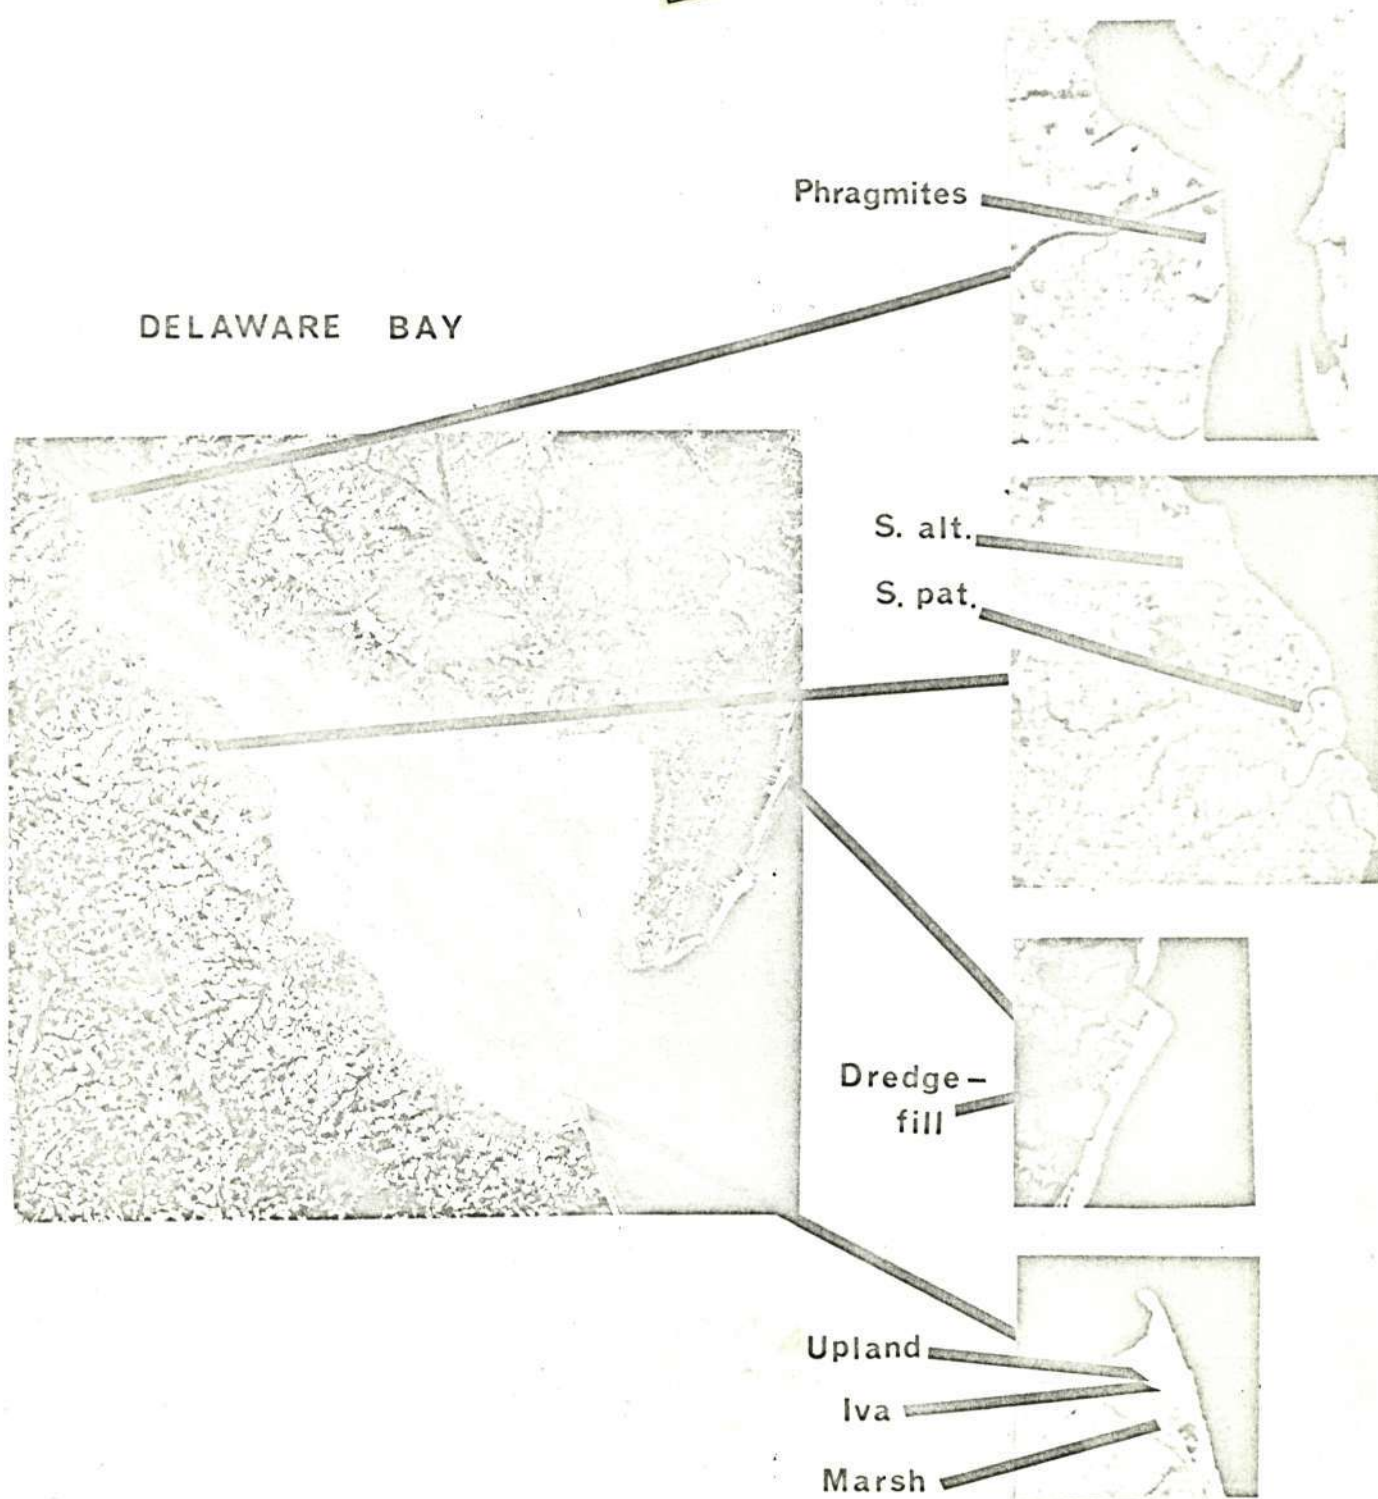 Phragmites
DELAWARE BAY
S. alt.
S. pat.
Dredge–
fill
Upland
Iva
Marsh